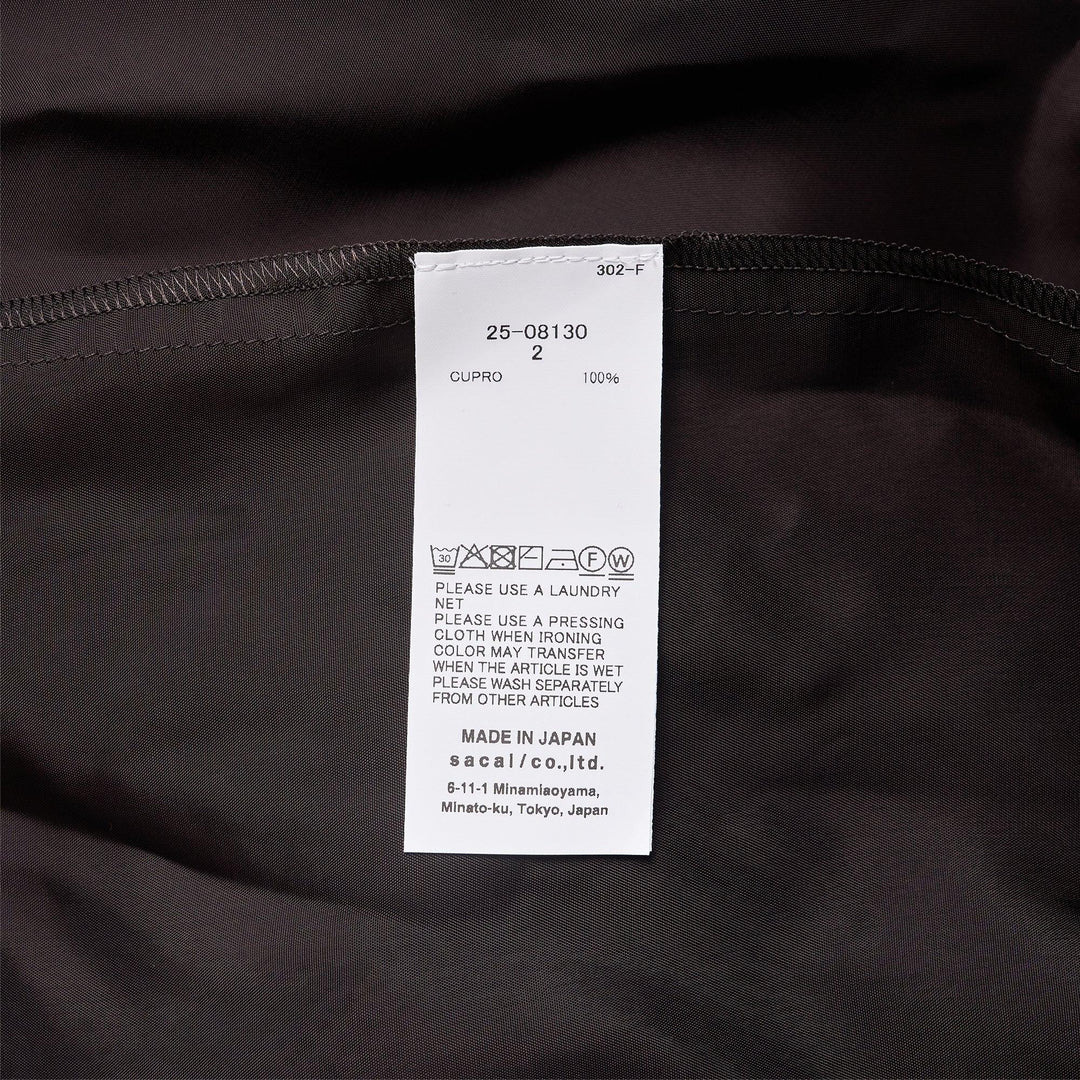 302-F
25-08130
2
CUPRO 100%
30 F W
PLEASE USE A LAUNDRY
NET
PLEASE USE A PRESSING
CLOTH WHEN IRONING
COLOR MAY TRANSFER
WHEN THE ARTICLE IS WET
PLEASE WASH SEPARATELY
FROM OTHER ARTICLES
MADE IN JAPAN
sacai/co.,ltd.
6-11-1 Minamiaoyama,
Minato-ku, Tokyo, Japan